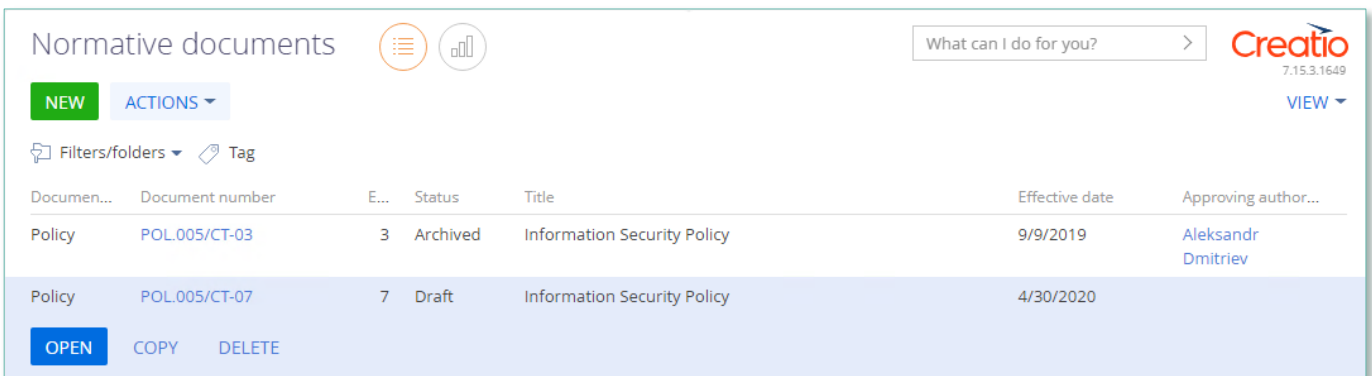 Normative documents
What can I do for you?
Creatio
7.15.3.1649
NEW ACTIONS VIEW
Filters/folders Tag
Documen... Document number E... Status Title Effective date Approving author...
Policy POL.005/CT-03 3 Archived Information Security Policy 9/9/2019 Aleksandr
Dmitriev
Policy POL.005/CT-07 7 Draft Information Security Policy 4/30/2020
OPEN COPY DELETE